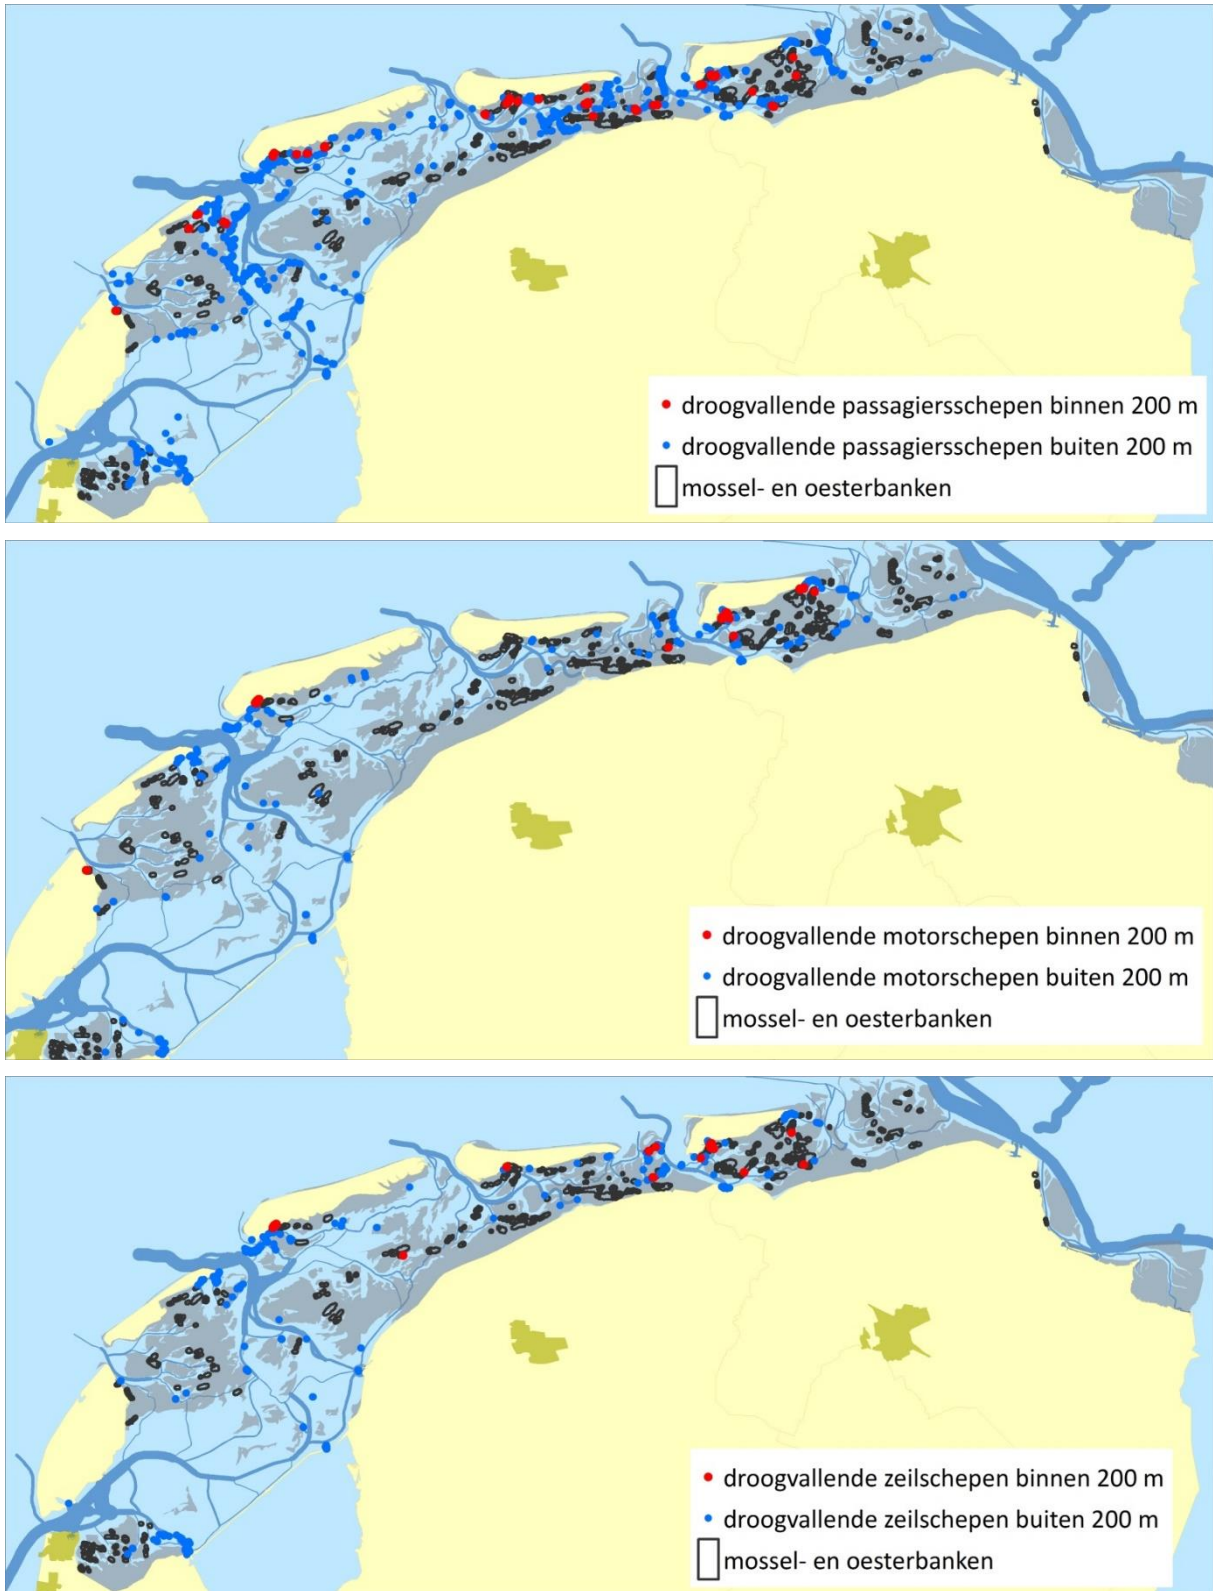 droogvallende passagiersschepen binnen 200 m
droogvallende passagiersschepen buiten 200 m
mossel- en oesterbanken
droogvallende motorschepen binnen 200 m
droogvallende motorschepen buiten 200 m
mossel- en oesterbanken
droogvallende zeilschepen binnen 200 m
droogvallende zeilschepen buiten 200 m
mossel- en oesterbanken